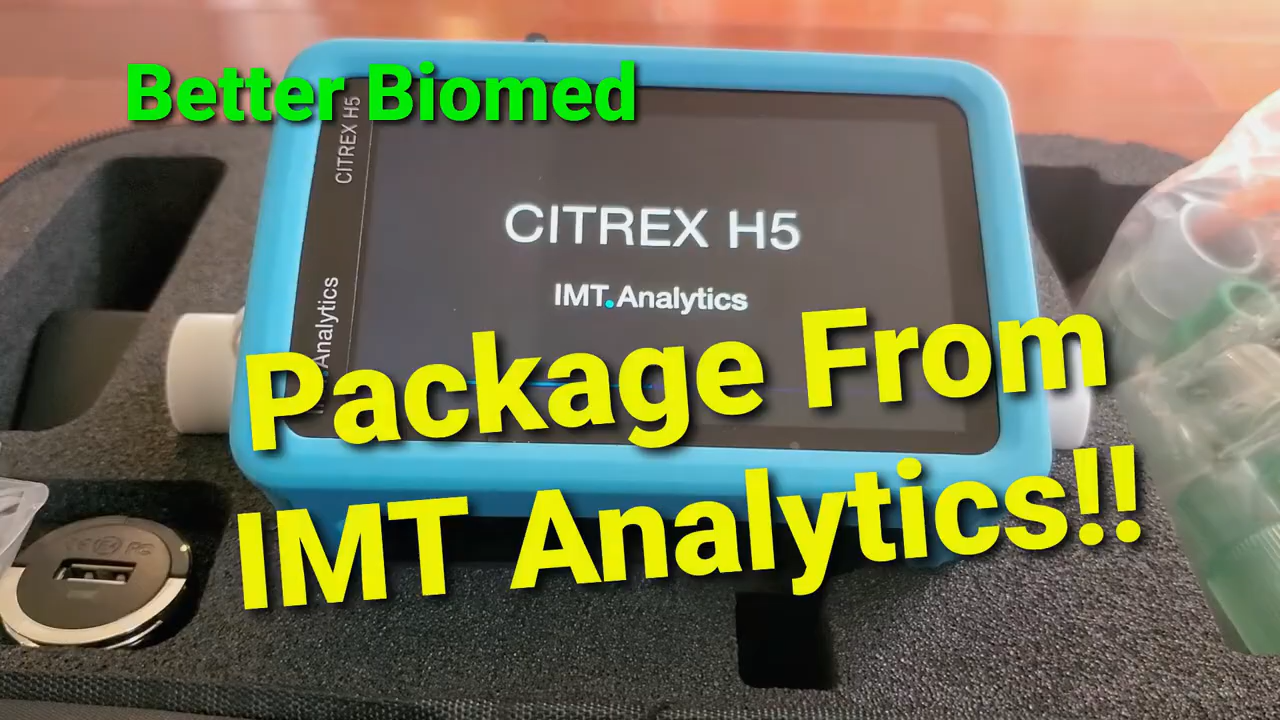 Better Biomed
CITREX H5
CITREX H5
IMT.Analytics
Analytics
Package From
IMT Analytics!!